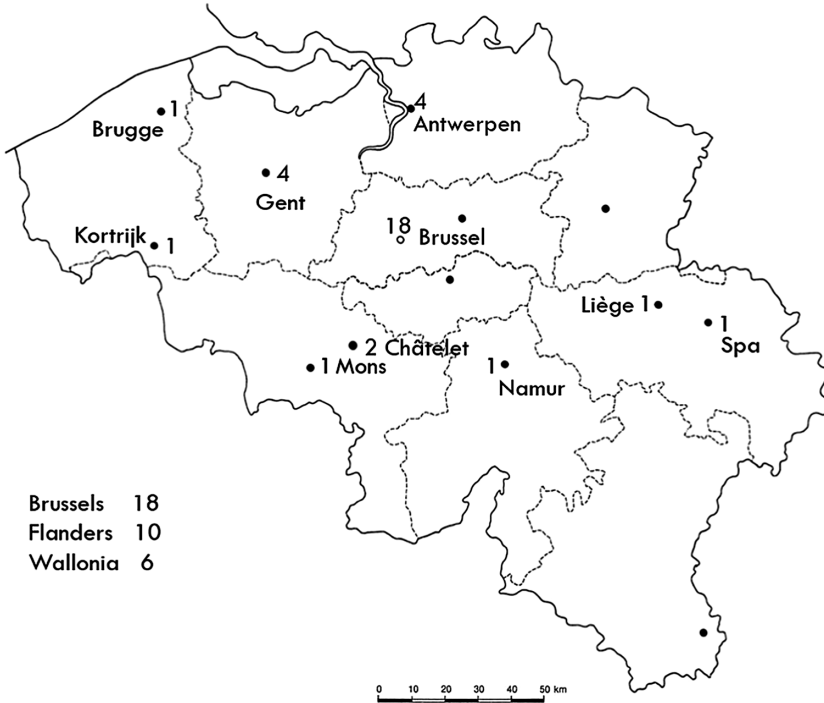 1
Brugge
4
Antwerpen
4
Gent
Kortrijk 1
18
Brussel
Liège 1
1
Spa
2 Châtelet
1 Mons
1
Namur
Brussels 18
Flanders 10
Wallonia 6
0 10 20 30 40 50 km